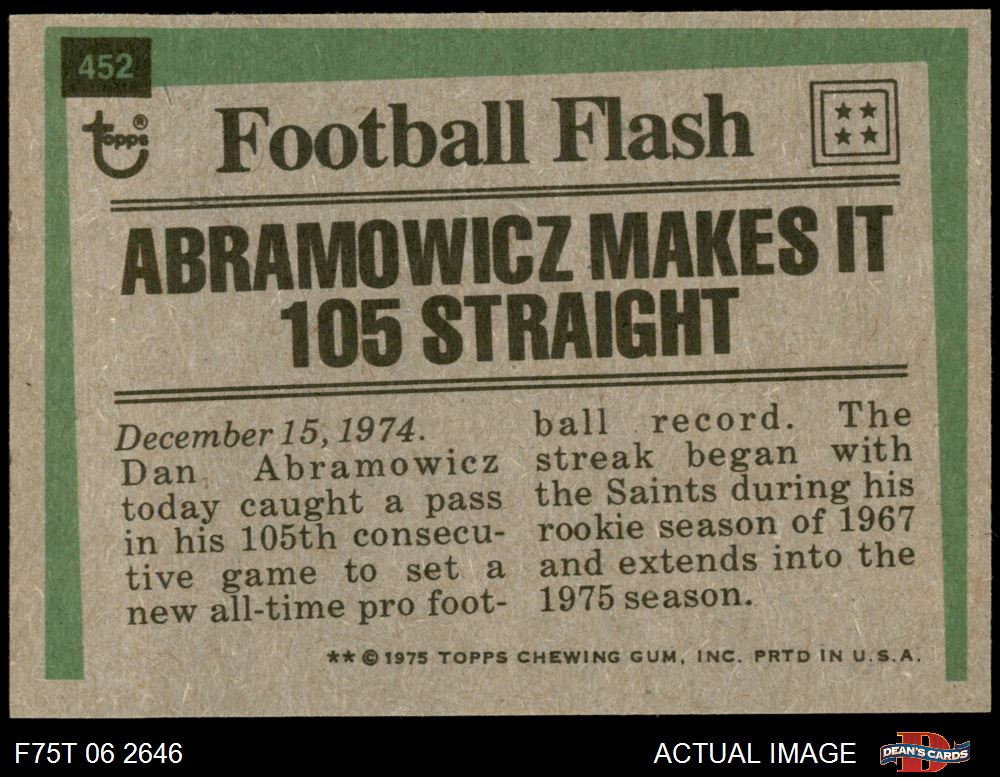 452
topps®
Football Flash
ABRAMOWICZ MAKES IT
105 STRAIGHT
December 15, 1974.
Dan Abramowicz
today caught a pass
in his 105th consecu-
tive game to set a
new all-time pro foot-
ball record. The
streak began with
the Saints during his
rookie season of 1967
and extends into the
1975 season.
**©1975 TOPPS CHEWING GUM, INC. PRTD IN U.S.A.
F75T 06 2646
ACTUAL IMAGE
D
DEAN'S CARDS